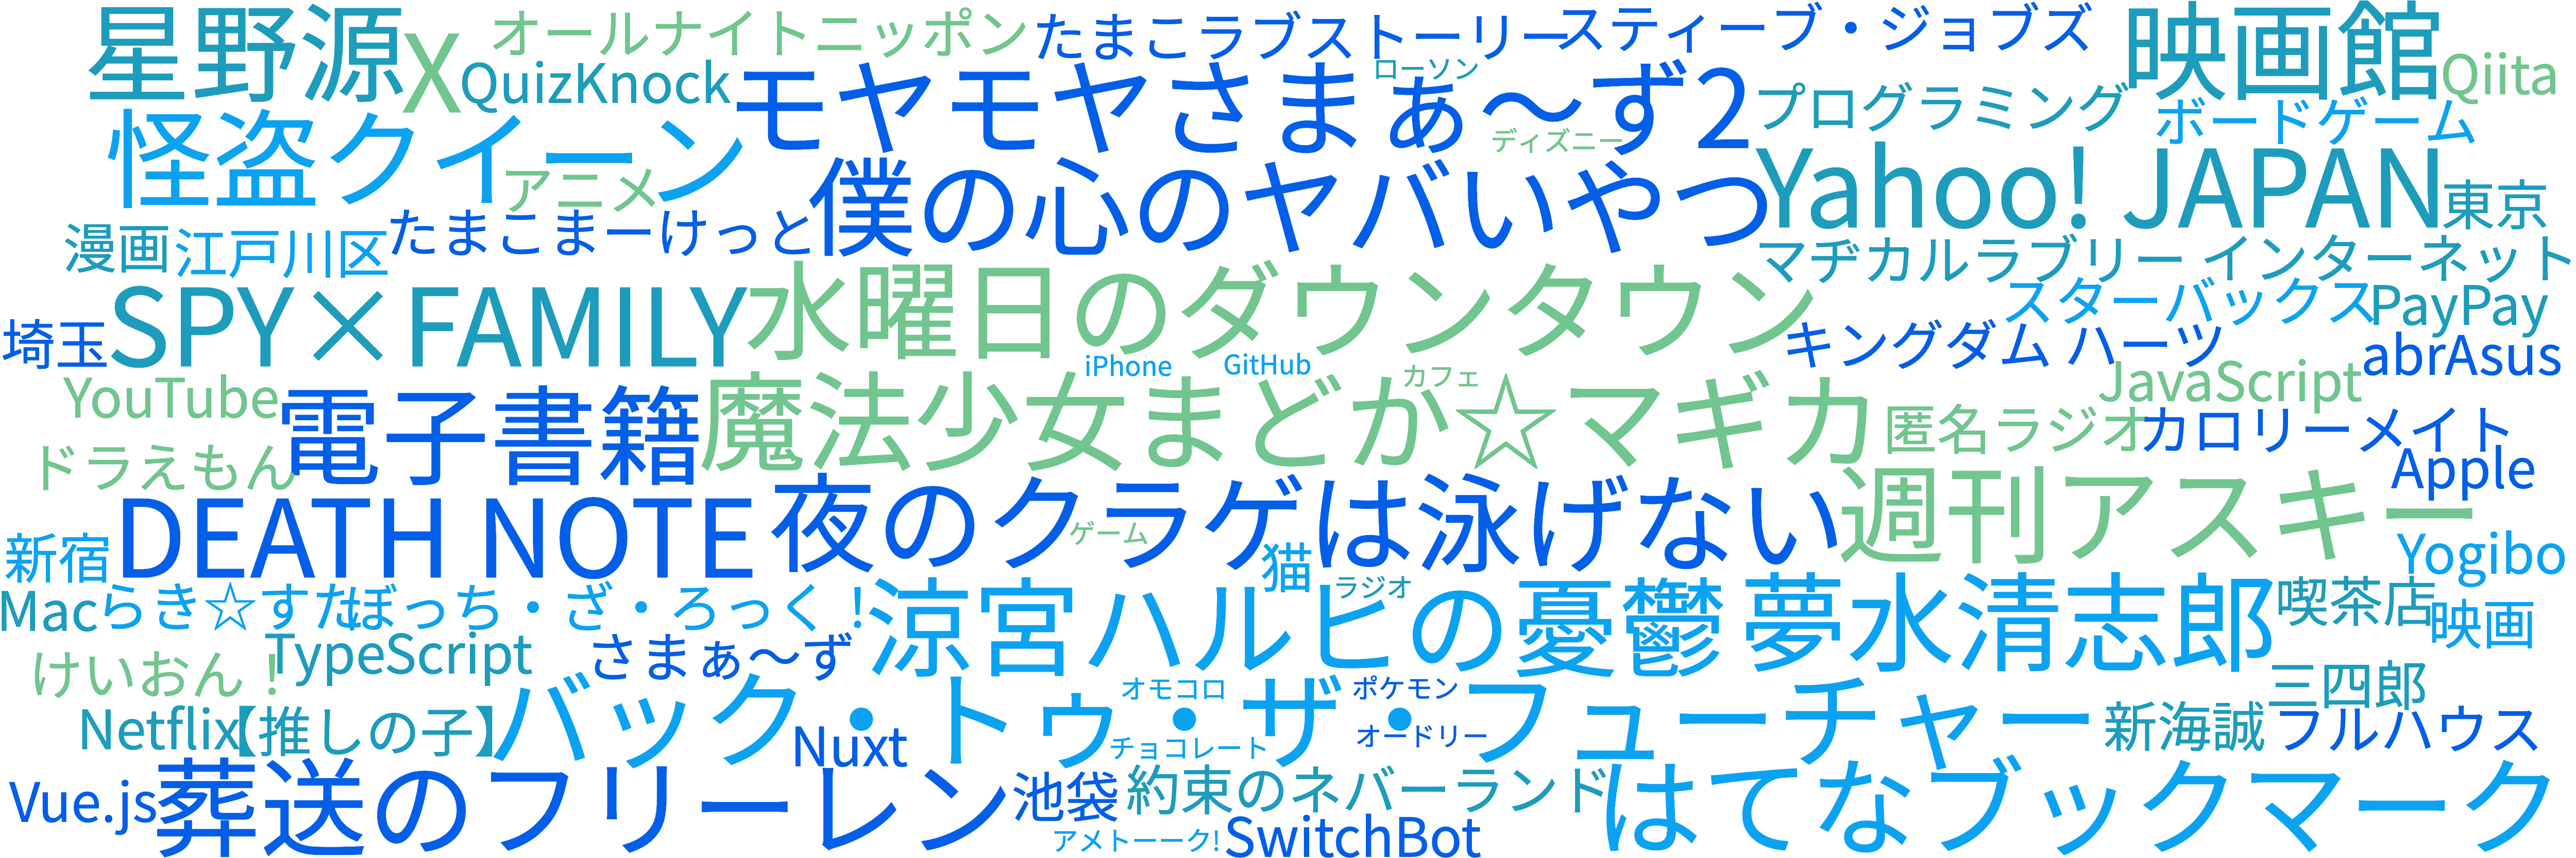 星野源
X
オールナイトニッポン
たまこラブストーリー
スティーブ・ジョブズ
映画館
Qiita
QuizKnock
モヤモヤさまぁ〜ず2
ローソン
プログラミング
ボードゲーム
怪盗クイーン
アニメ
ディズニー
僕の心のヤバいやつ
Yahoo! JAPAN
東京
漫画
江戸川区
たまこまーけっと
マヂカルラブリー
インターネット
埼玉
SPY×FAMILY
水曜日のダウンタウン
スターバックス
PayPay
キングダム ハーツ
abrAsus
iPhone
GitHub
カフェ
YouTube
電子書籍
魔法少女まどか☆マギカ
JavaScript
匿名ラジオ
カロリーメイト
ドラえもん
Apple
DEATH NOTE
夜のクラゲは泳げない
週刊アスキー
ゲーム
新宿
猫
Yogibo
Mac
らき☆すた
ぼっち・ざ・ろっく！
涼宮ハルヒの憂鬱
ラジオ
夢水清志郎
喫茶店
映画
けいおん！
TypeScript
さまぁ〜ず
三四郎
Netflix
【推しの子】
バック・トゥ・ザ・フューチャー
オモコロ
ポケモン
Nuxt
チョコレート
オードリー
新海誠
フルハウス
Vue.js
葬送のフリーレン
池袋
約束のネバーランド
はてなブックマーク
アメトーーク!
SwitchBot